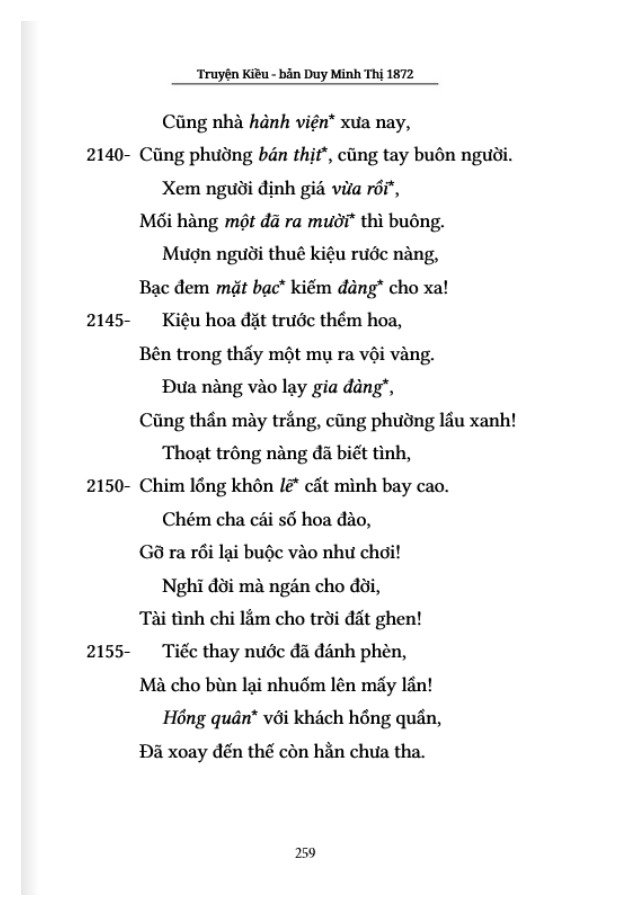 Truyện Kiều - bản Duy Minh Thị 1872
Cũng nhà hành viện* xưa nay,
2140- Cũng phường bán thịt*, cũng tay buôn người.
Xem người định giá vừa rồi*,
Mối hàng một đã ra mười* thì buông.
Mượn người thuê kiệu rước nàng,
Bạc đem mặt bạc* kiếm đàng* cho xa!
2145- Kiệu hoa đặt trước thềm hoa,
Bên trong thấy một mụ ra vội vàng.
Đưa nàng vào lạy gia đàng*,
Cũng thần mày trắng, cũng phường lầu xanh!
Thoạt trông nàng đã biết tình,
2150- Chim lồng khôn lẽ* cất mình bay cao.
Chém cha cái số hoa đào,
Gỡ ra rồi lại buộc vào như chơi!
Nghĩ đời mà ngán cho đời,
Tài tình chi lắm cho trời đất ghen!
2155- Tiếc thay nước đã đánh phèn,
Mà cho bùn lại nhuốm lên mấy lần!
Hồng quân* với khách hồng quần,
Đã xoay đến thế còn hằn chưa tha.
259